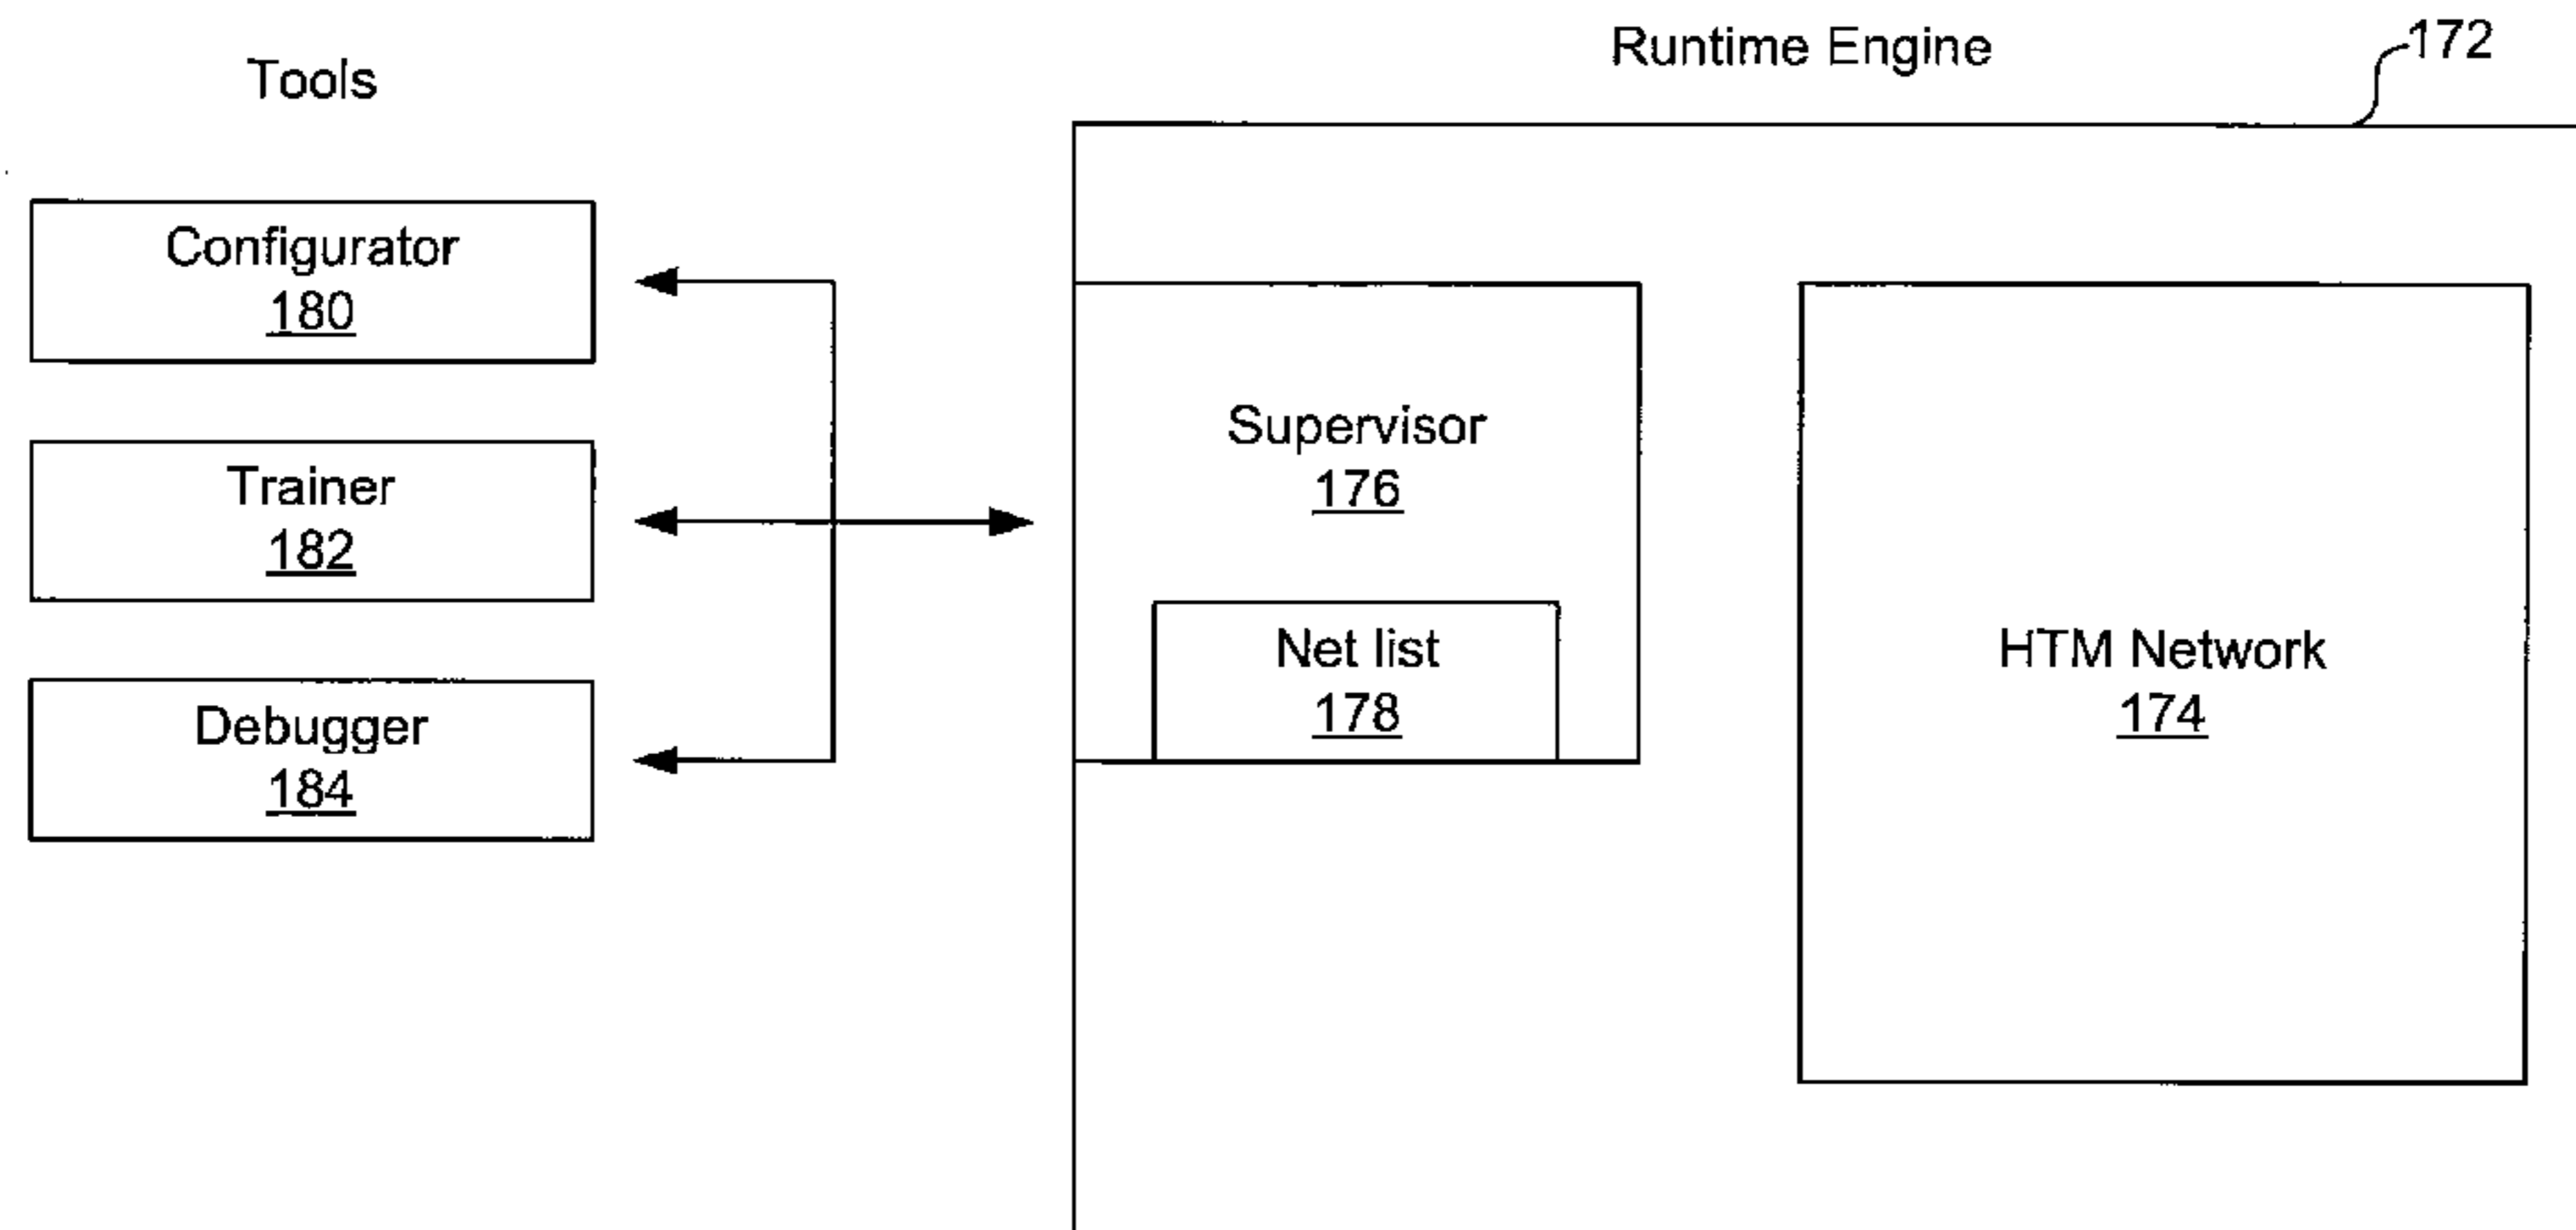 Tools
Runtime Engine
172
Configurator
180
Trainer
182
Debugger
184
Supervisor
176
Net list
178
HTM Network
174